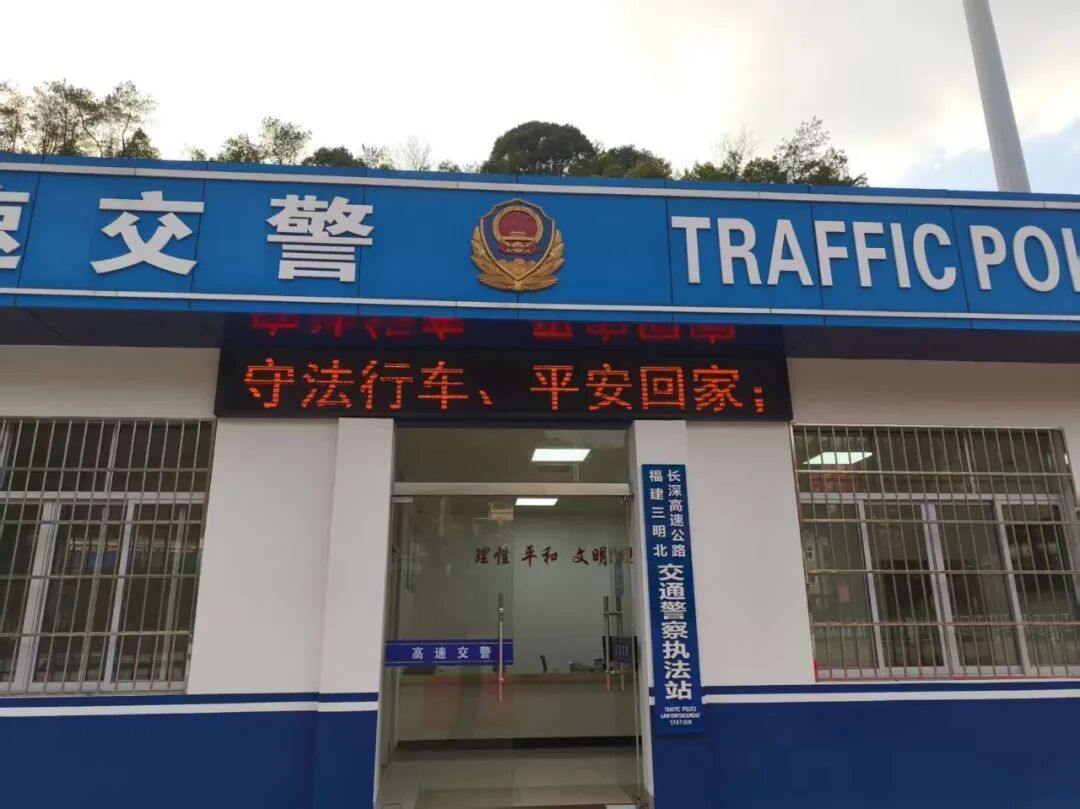 速交警 TRAFFIC POL
守法行车、平安回家；
理性 平和 文明
高速交警
长深高速公路
福建三明北
交通警察执法站
TRAFFIC POLICE
LAW ENFORCEMENT
STATION